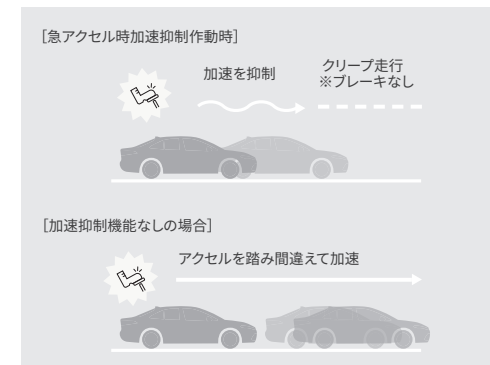 ［急アクセル時加速抑制作動時］
加速を抑制
クリープ走行
※ブレーキなし
［加速抑制機能なしの場合］
アクセルを踏み間違えて加速